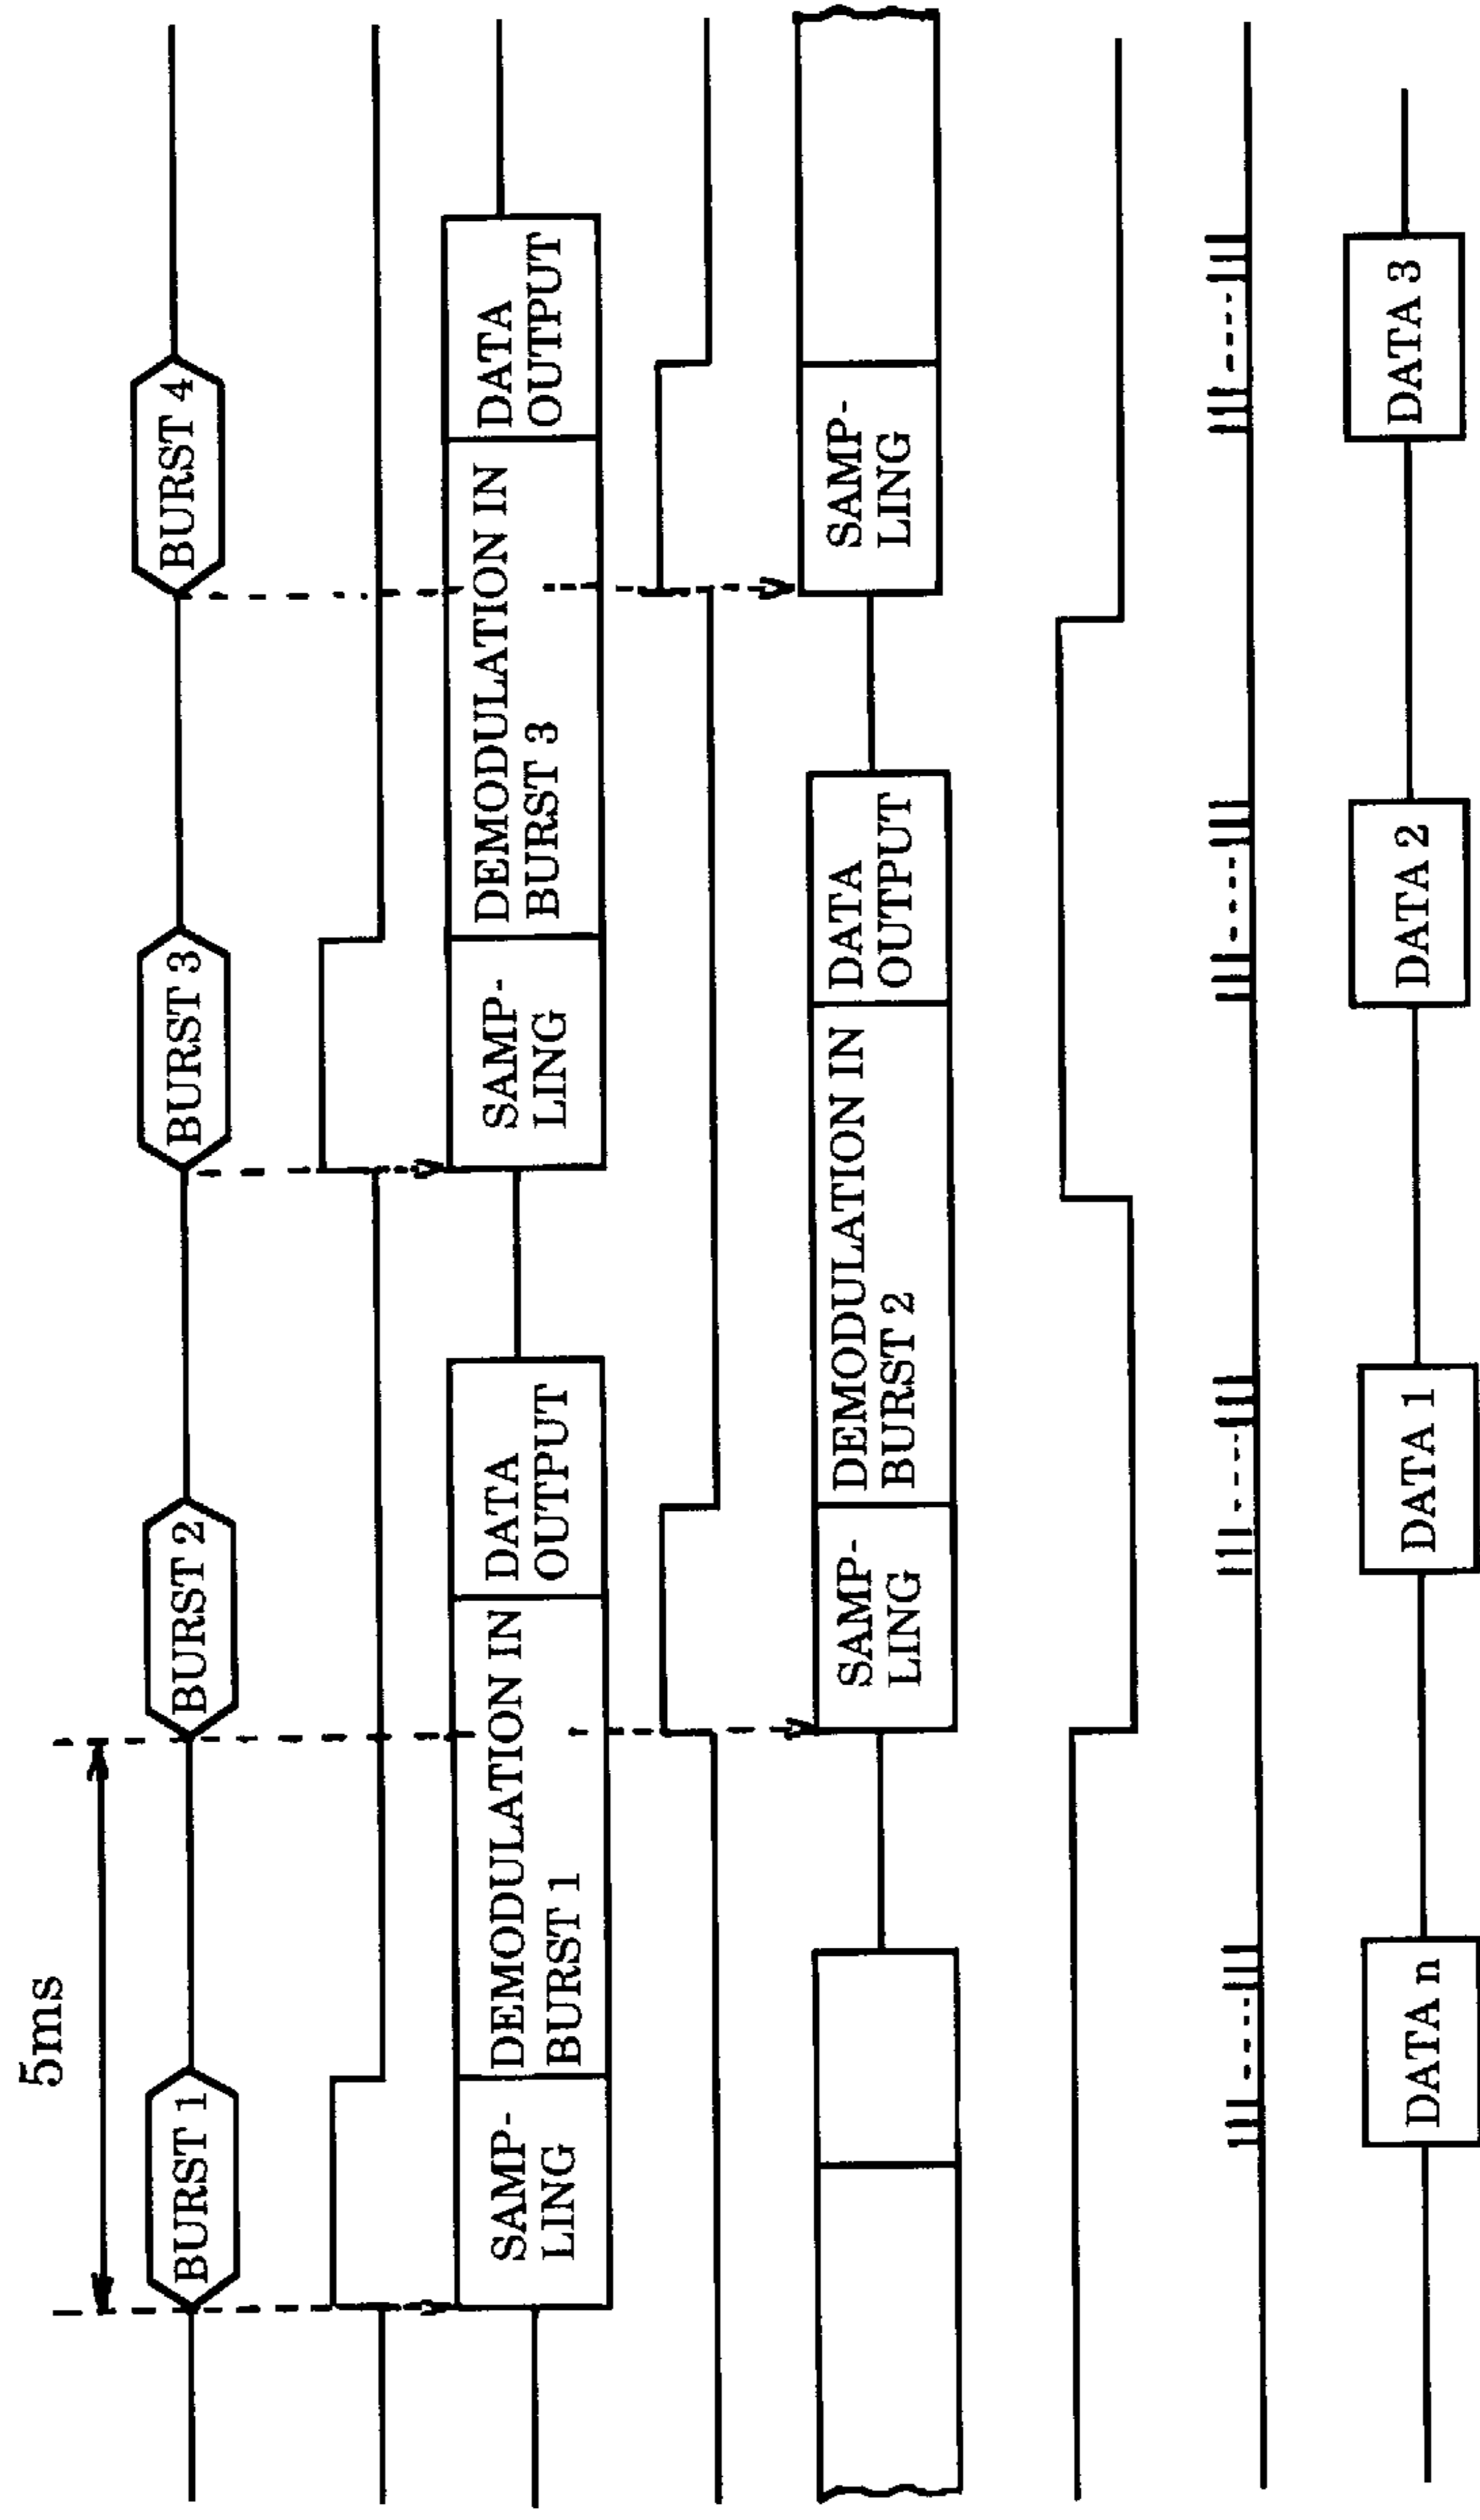 5ms
BURST 1
BURST 2
BURST 3
BURST 4
SAMP-
LING
DEMODULATION IN
BURST 1
DATA
OUTPUT
SAMP-
LING
DEMODULATION IN
BURST 3
DATA
OUTPUT
SAMP-
LING
DEMODULATION IN
BURST 2
DATA
OUTPUT
SAMP-
LING
DATA n
DATA 1
DATA 2
DATA 3